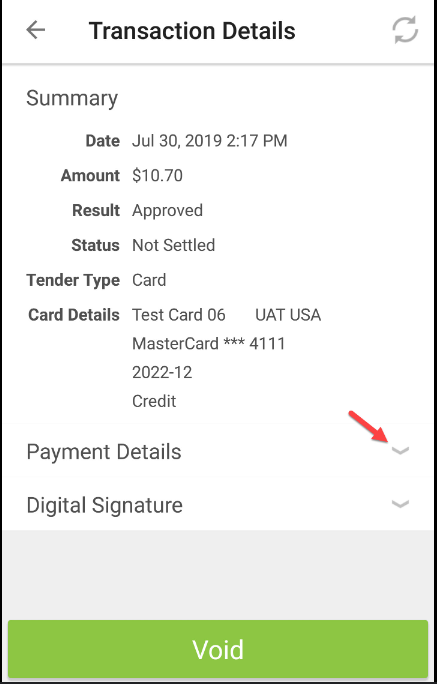 Transaction Details
Summary
Date Jul 30, 2019 2:17 PM
Amount $10.70
Result Approved
Status Not Settled
Tender Type Card
Card Details Test Card 06 UAT USA
MasterCard *** 4111
2022-12
Credit
Payment Details
Digital Signature
Void